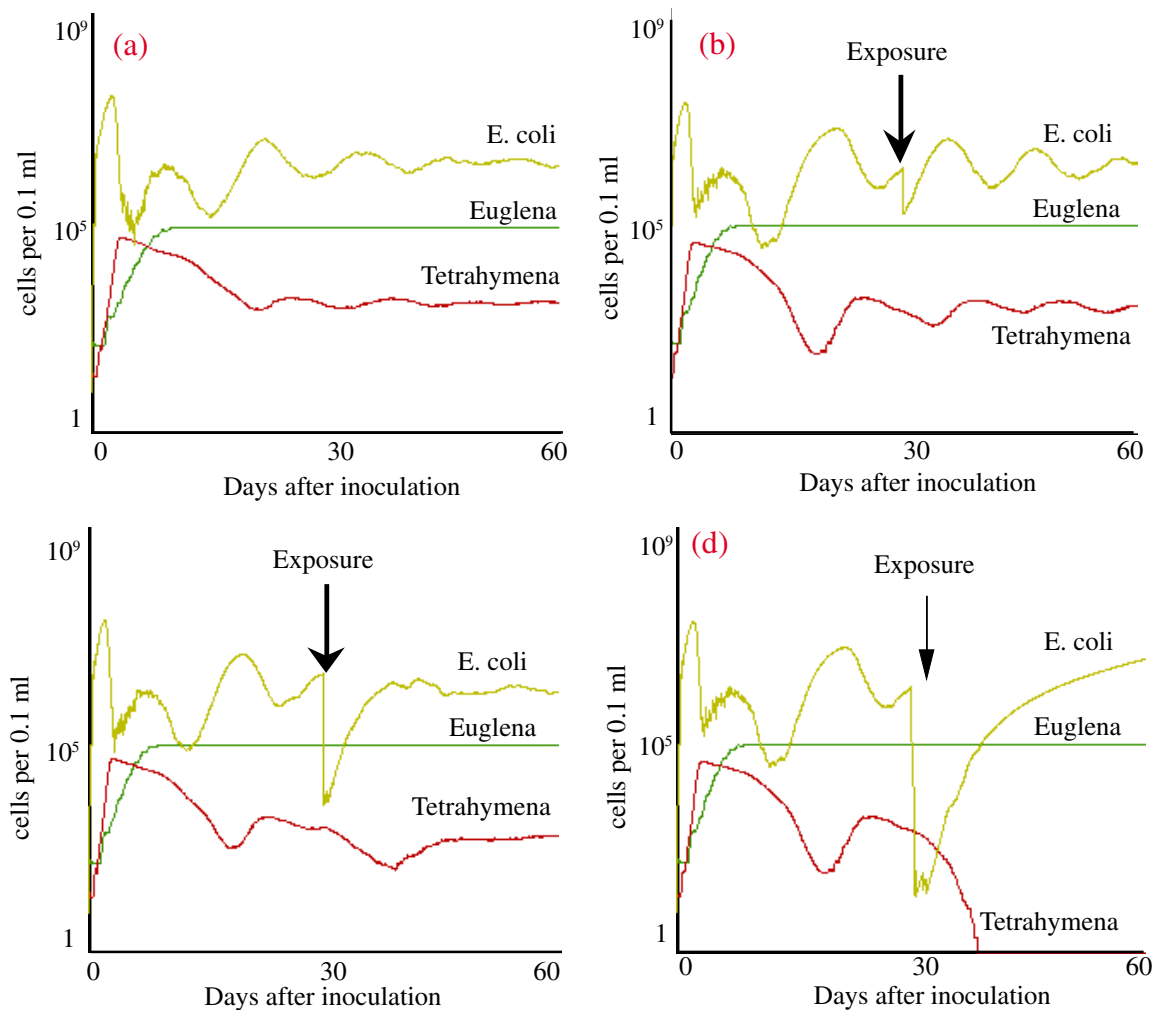 (a)
10⁹
E. coli
Euglena
10⁵
Tetrahymena
1
0 30 60
Days after inoculation
cells per 0.1 ml
(b)
10⁹
Exposure
E. coli
Euglena
10⁵
Tetrahymena
1
0 30 60
Days after inoculation
cells per 0.1 ml
10⁹
Exposure
E. coli
Euglena
10⁵
Tetrahymena
1
0 30 60
Days after inoculation
cells per 0.1 ml
(d)
10⁹
Exposure
E. coli
Euglena
10⁵
Tetrahymena
1
0 30 60
Days after inoculation
cells per 0.1 ml